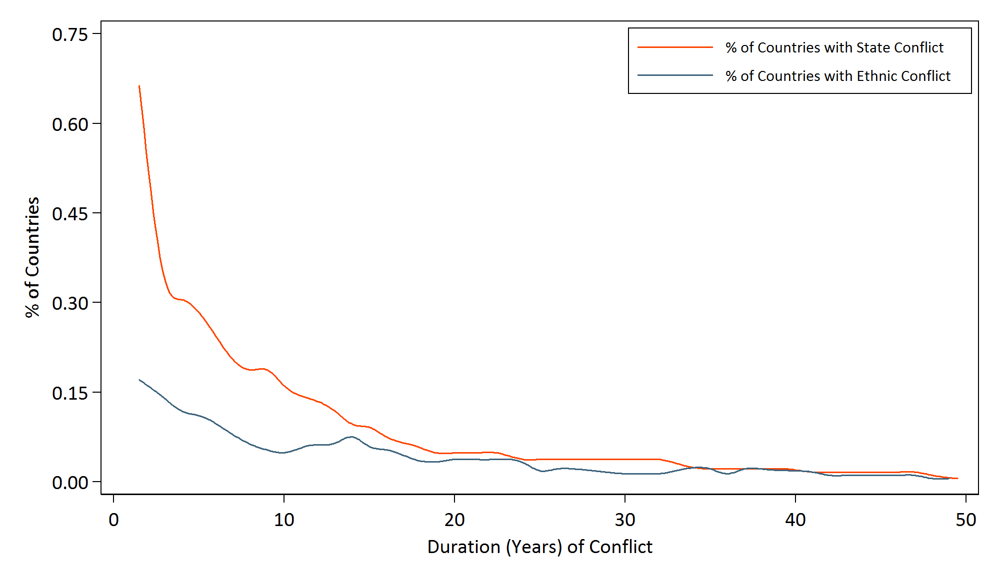 % of Countries with State Conflict
% of Countries with Ethnic Conflict
% of Countries
0.75
0.60
0.45
0.30
0.15
0.00
0 10 20 30 40 50
Duration (Years) of Conflict